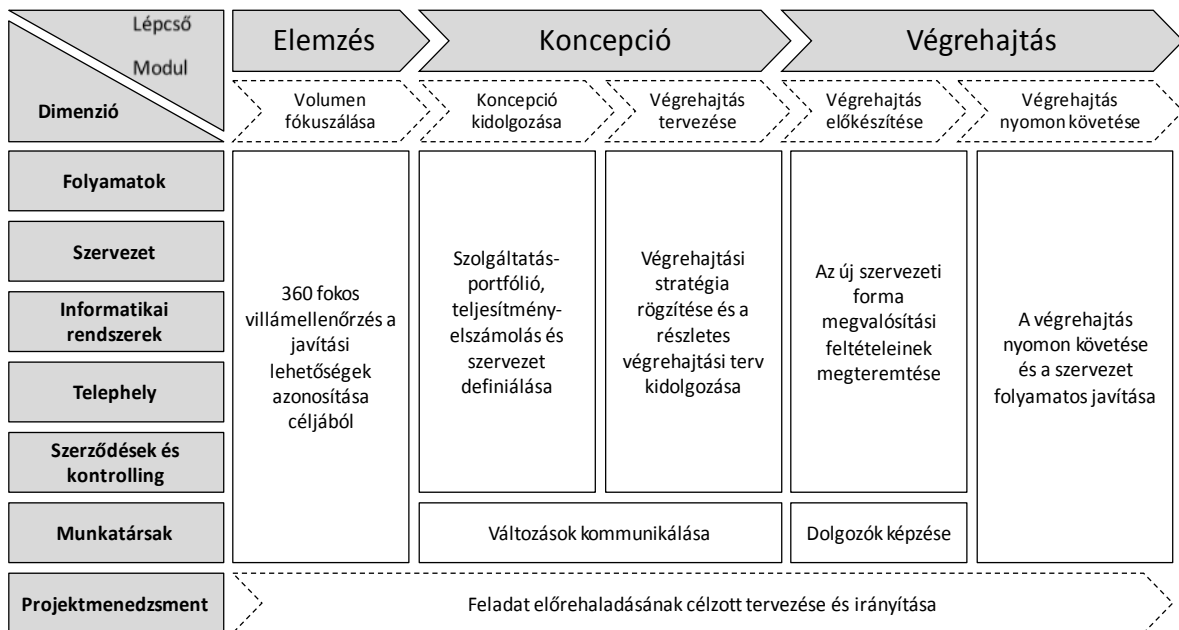 Lépcső
Modul
Dimenzió
Elemzés
Koncepció
Végrehajtás
Volumen
fókuszálása
Koncepció
kidolgozása
Végrehajtás
tervezése
Végrehajtás
előkészítése
Végrehajtás
nyomon követése
Folyamatok
Szervezet
Informatikai
rendszerek
Telephely
Szerződések és
kontrolling
Munkatársak
Projektmenedzsment
360 fokos
villámellenőrzés a
javítási
lehetőségek
azonosítása
céljából
Szolgáltatás-
portfólió,
teljesítmény-
elszámolás és
szervezet
definiálása
Végrehajtási
stratégia
rögzítése és a
részletes
végrehajtási terv
kidolgozása
Az új szervezeti
forma
megvalósítási
feltételeinek
megteremtése
A végrehajtás
nyomon követése
és a szervezet
folyamatos javítása
Változások kommunikálása
Dolgozók képzése
Feladat előrehaladásának célzott tervezése és irányítása